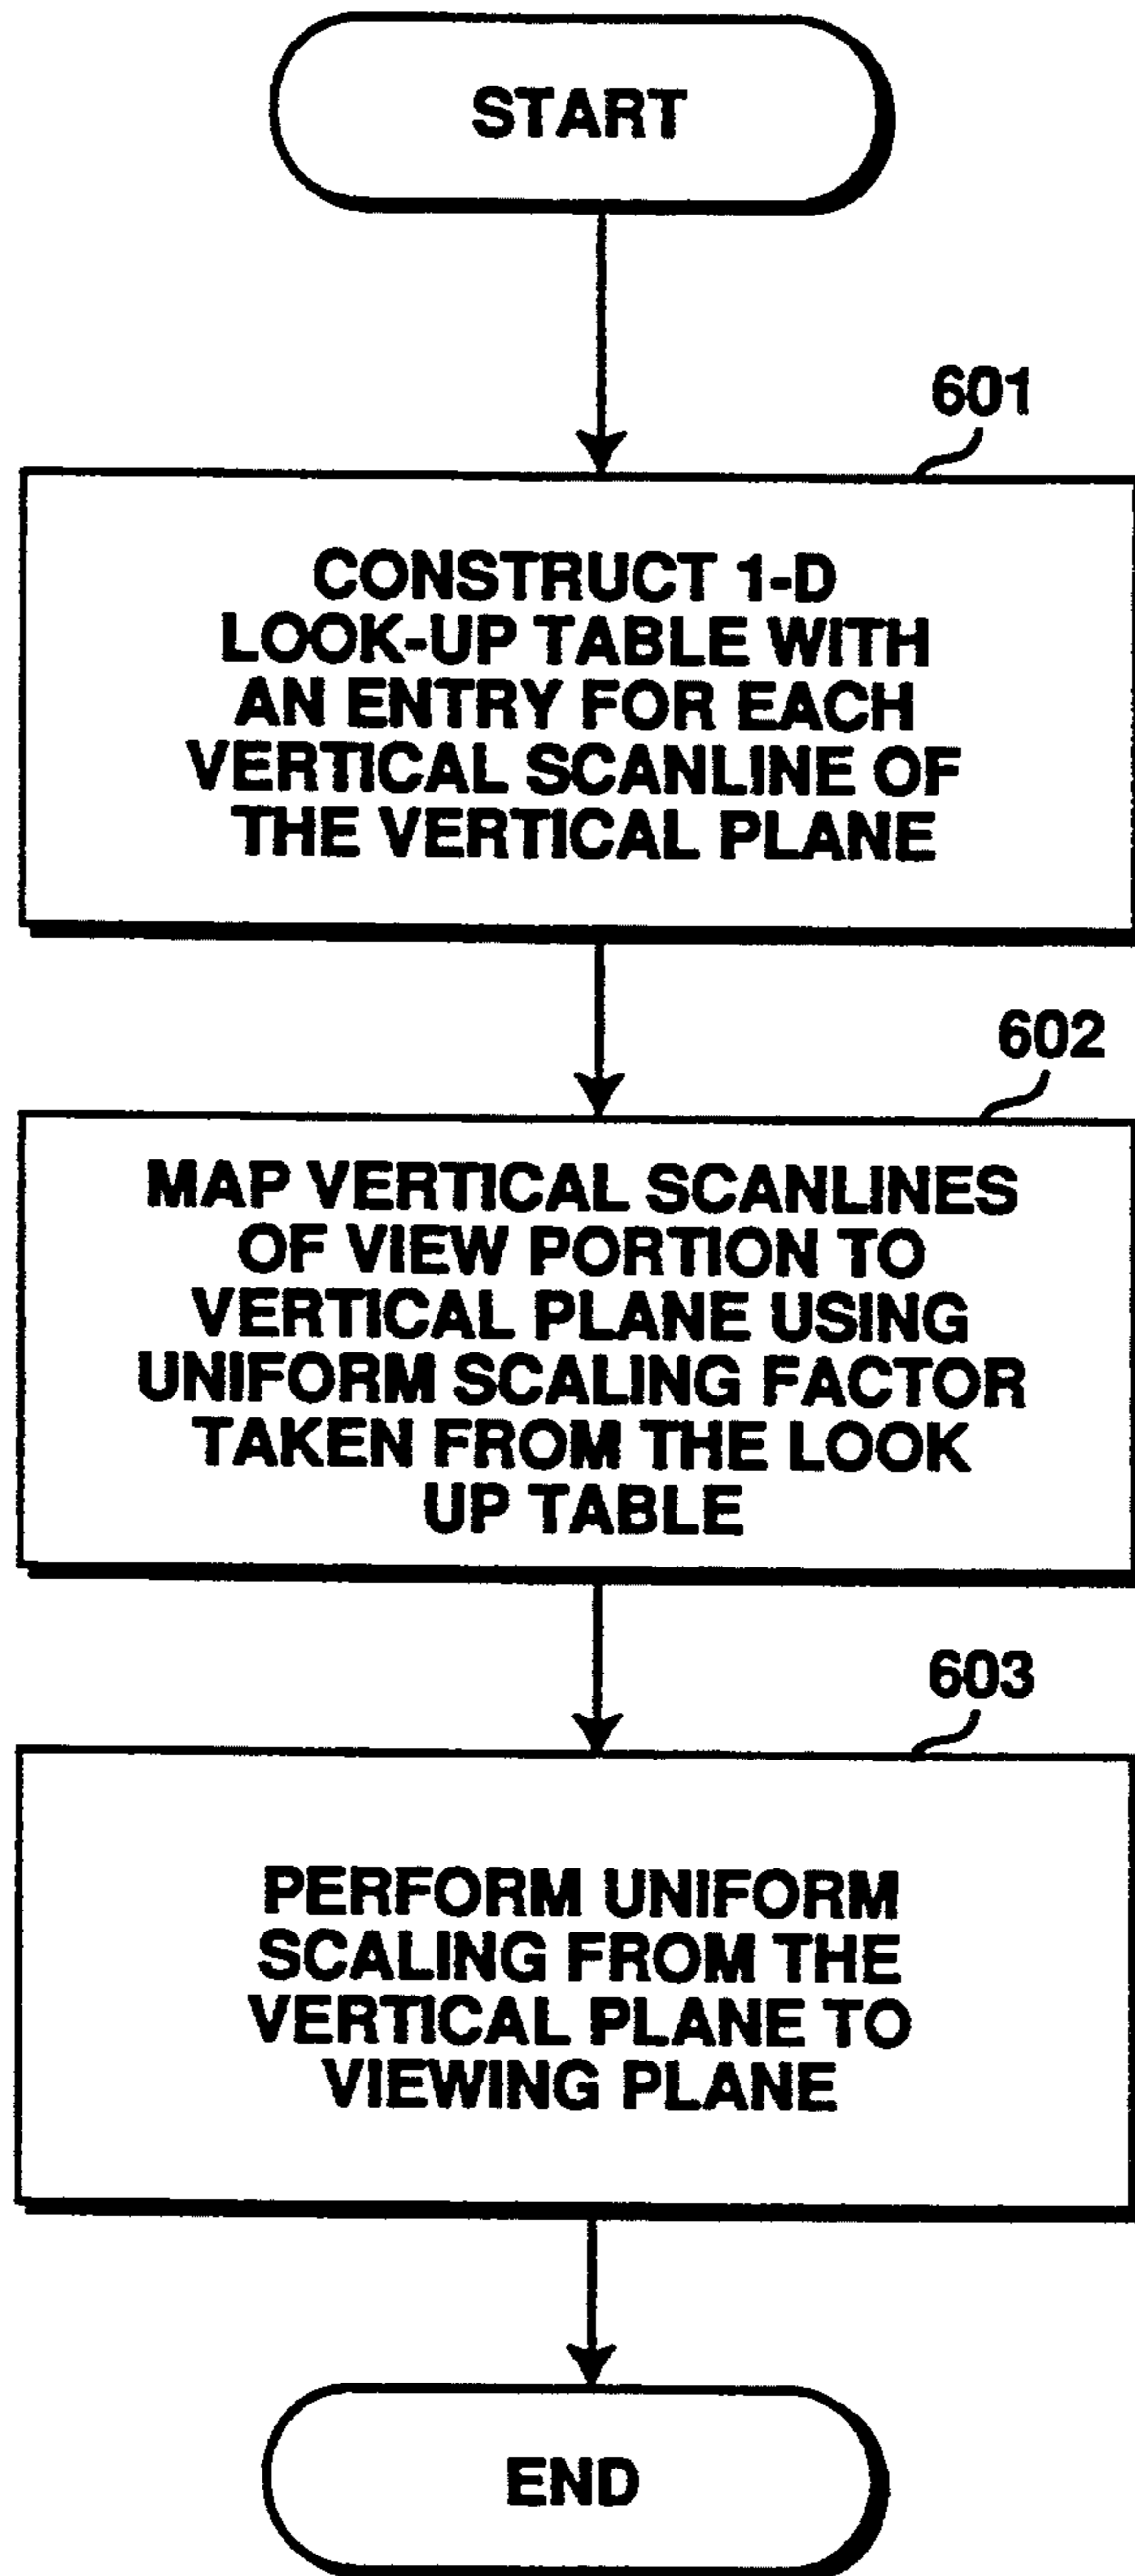 START
601
CONSTRUCT 1-D
LOOK-UP TABLE WITH
AN ENTRY FOR EACH
VERTICAL SCANLINE OF
THE VERTICAL PLANE
602
MAP VERTICAL SCANLINES
OF VIEW PORTION TO
VERTICAL PLANE USING
UNIFORM SCALING FACTOR
TAKEN FROM THE LOOK
UP TABLE
603
PERFORM UNIFORM
SCALING FROM THE
VERTICAL PLANE TO
VIEWING PLANE
END